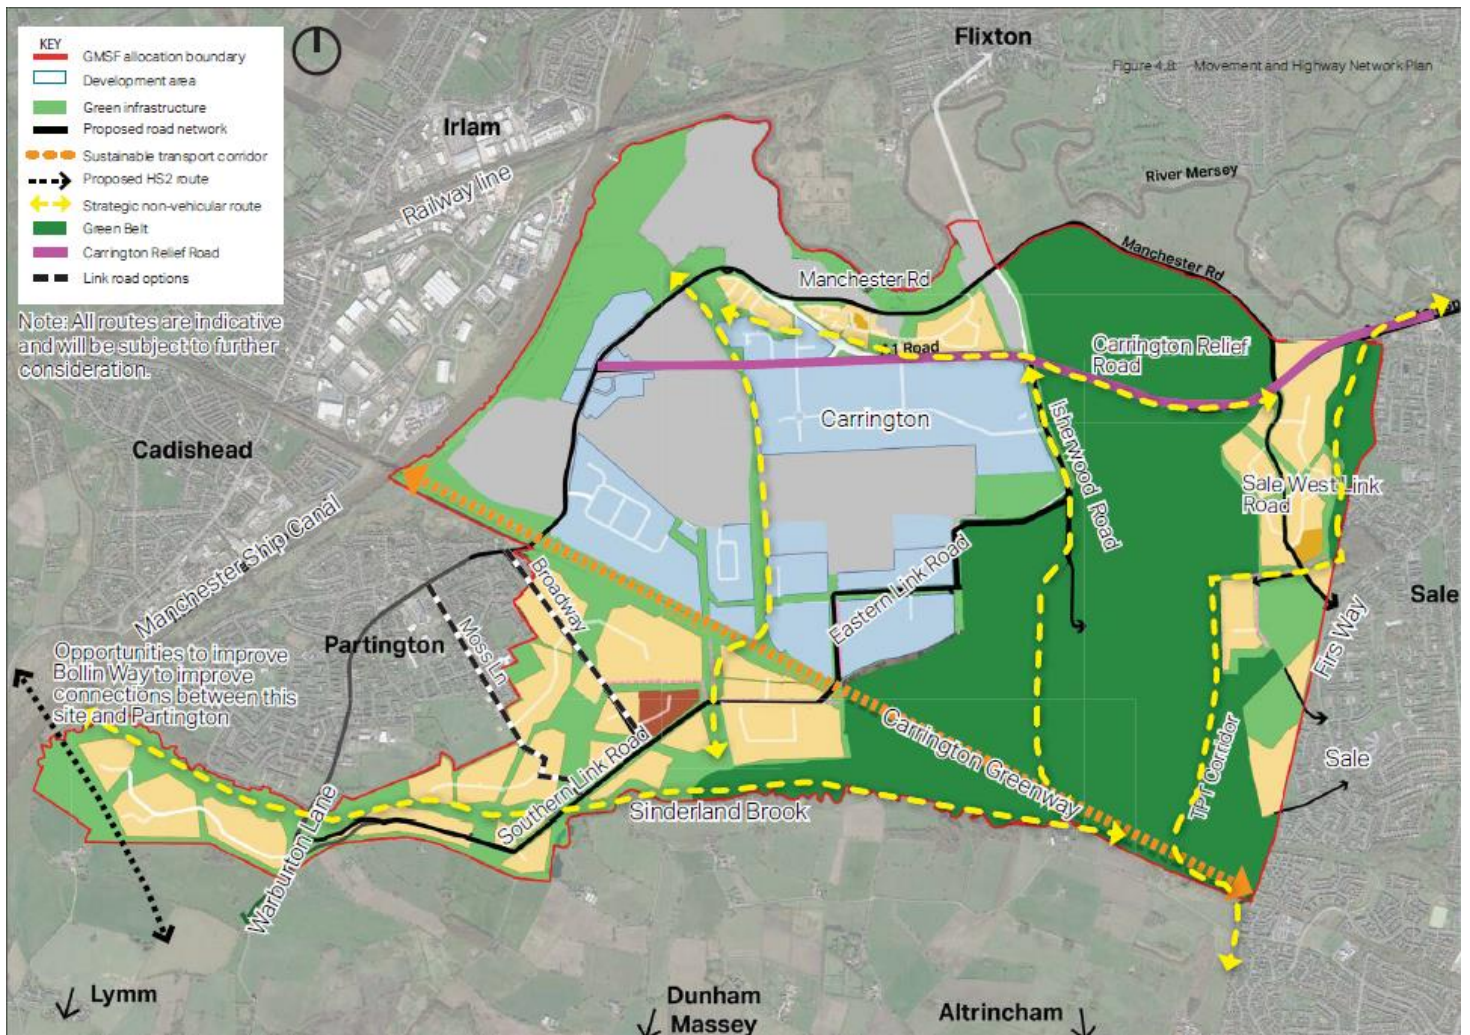 KEY
GMSF allocation boundary
Development area
Green infrastructure
Proposed road network
Sustainable transport corridor
Proposed HS2 route
Strategic non-vehicular route
Green Belt
Carrington Relief Road
Link road options
Note: All routes are indicative
and will be subject to further
consideration.
Flixton
Figure 4.8: Movement and Highway Network Plan
Irlam
Railway line
River Mersey
Manchester Rd
Manchester Rd
A1 Road
Carrington Relief
Road
Carrington
Isherwood Road
Cadishead
Sale West Link
Road
Manchester Ship Canal
Broadway
Eastern Link Road
Sale
Partington
Moss Ln
Firs Way
Opportunities to improve
Bollin Way to improve
connections between this
site and Partington
Carrington Greenway
TPT Corridor
Sale
Southern Link Road
Sinderland Brook
Warburton Lane
Lymm
Dunham
Massey
Altrincham